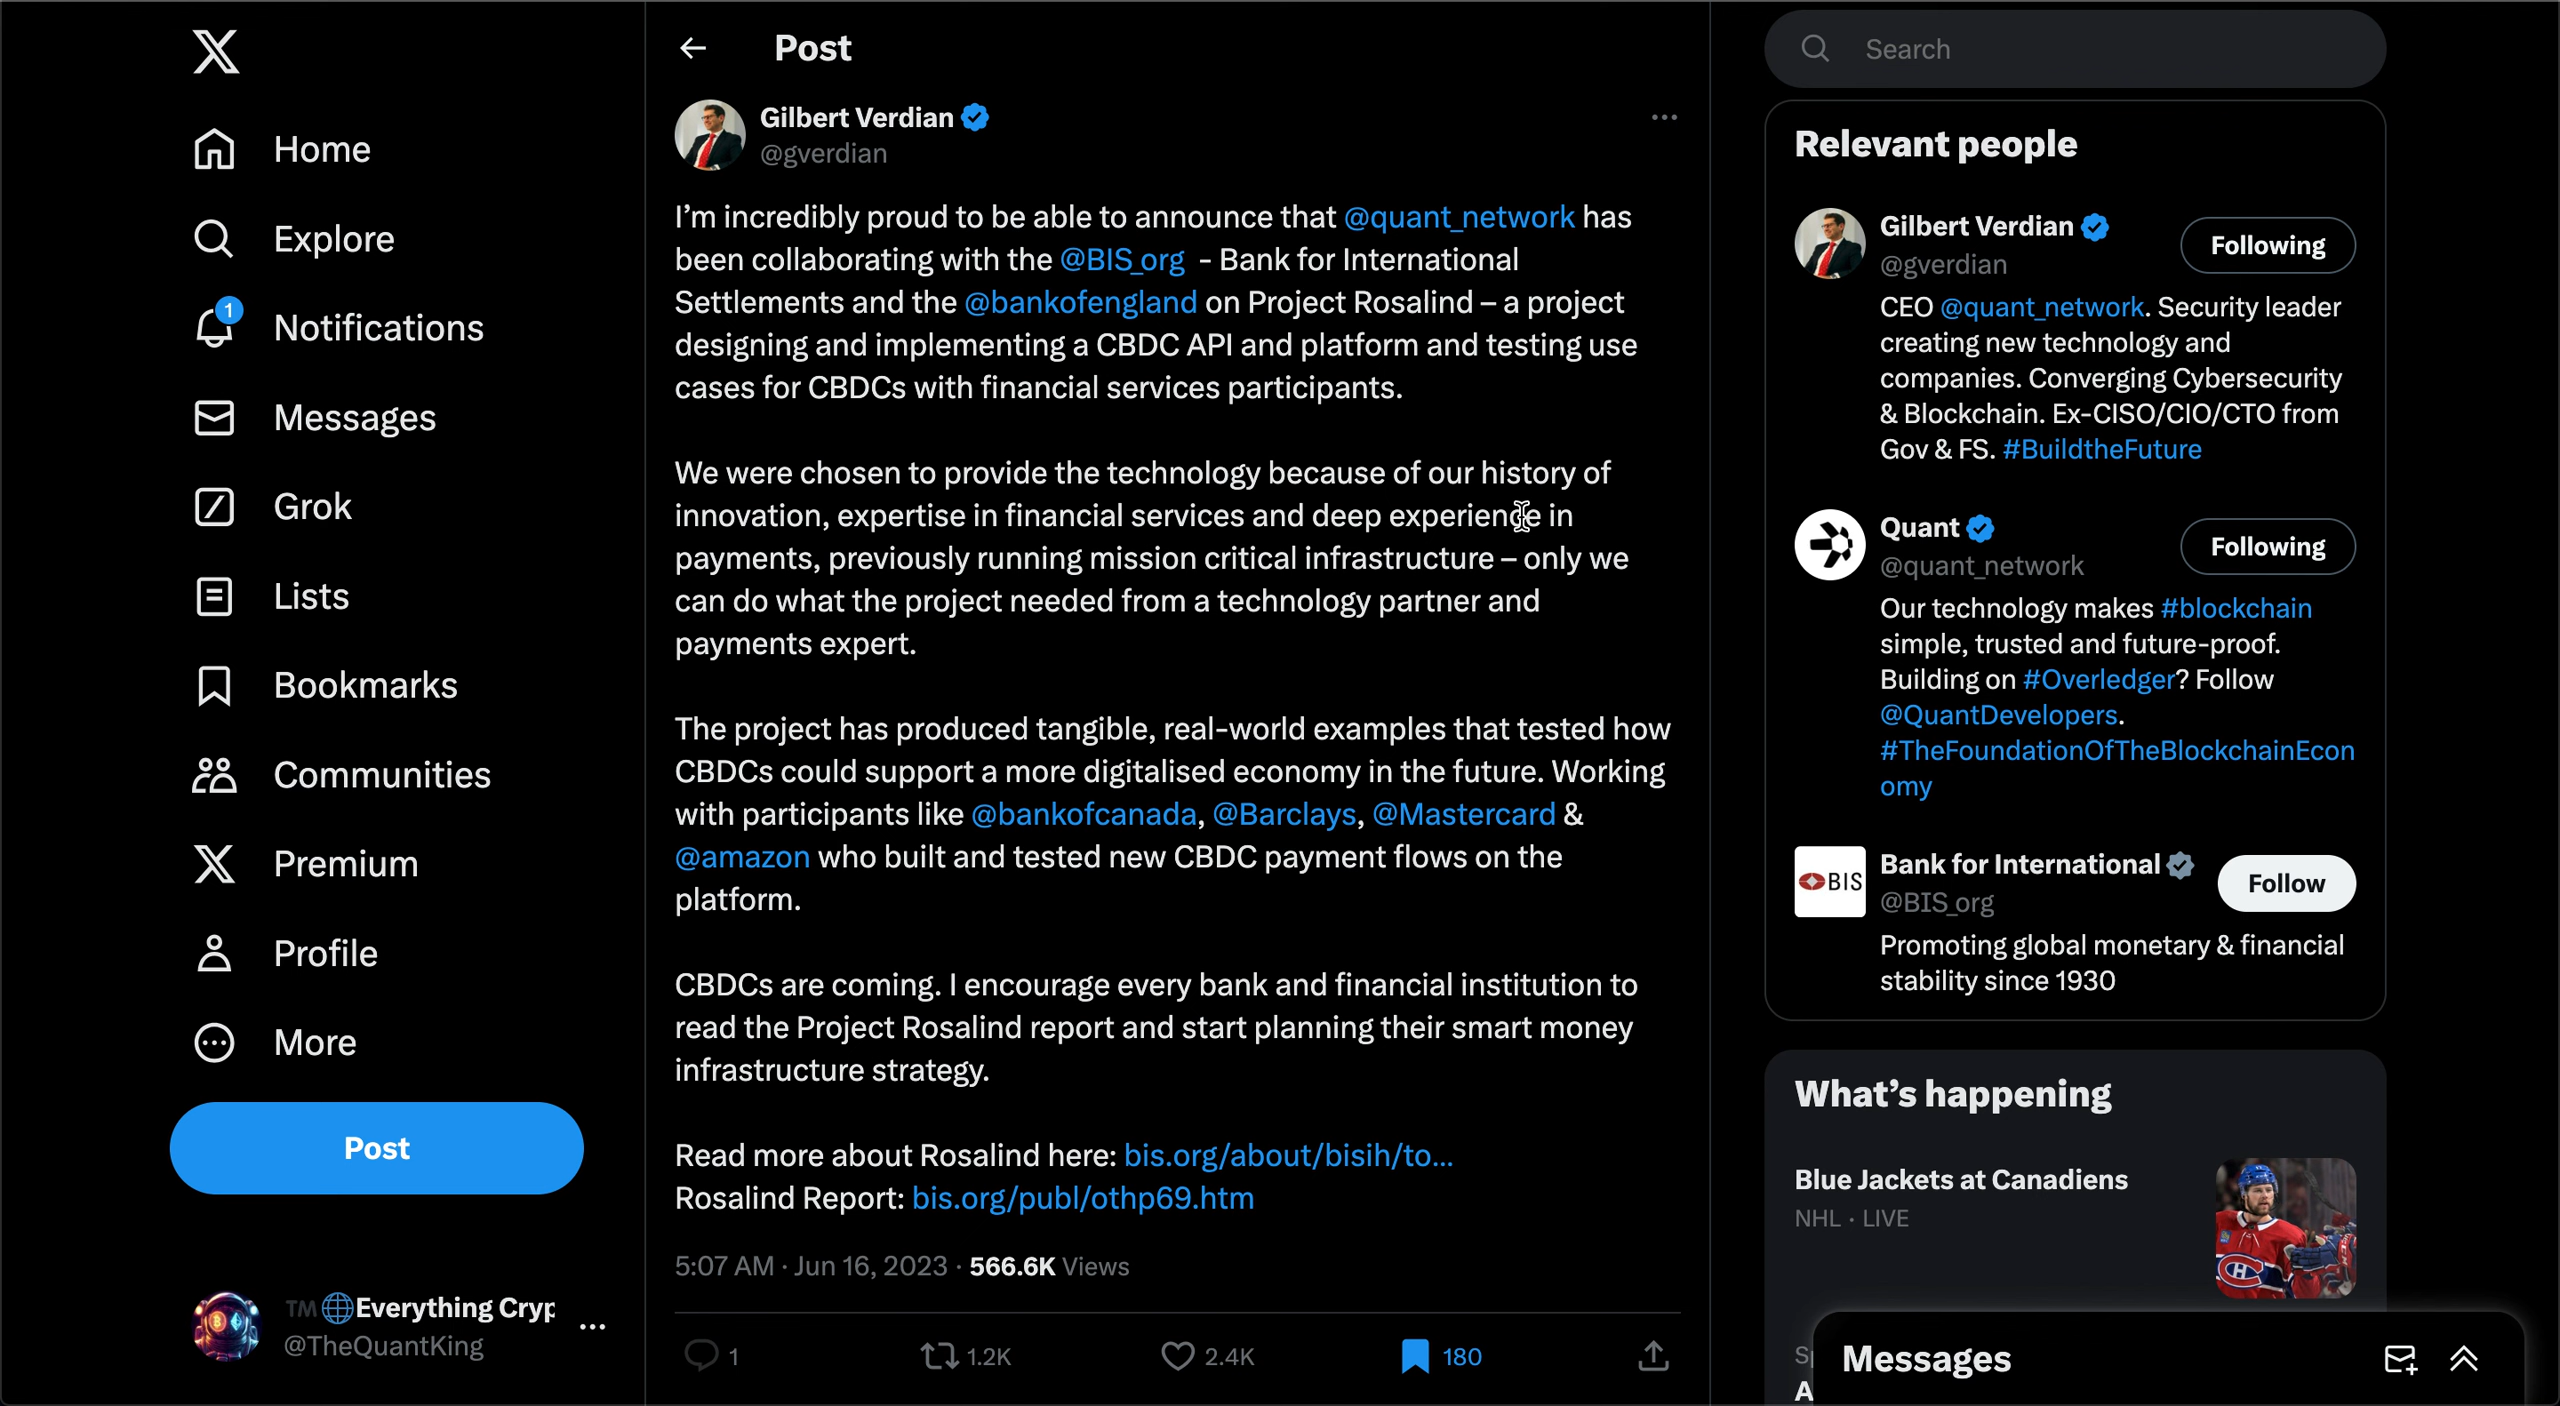 Home
Explore
1
Notifications
Messages
Grok
Lists
Bookmarks
Communities
Premium
Profile
More
Post
TM Everything Cryp
@TheQuantKing
Post
Gilbert Verdian
@gverdian
I’m incredibly proud to be able to announce that @quant_network has
been collaborating with the @BIS_org - Bank for International
Settlements and the @bankofengland on Project Rosalind – a project
designing and implementing a CBDC API and platform and testing use
cases for CBDCs with financial services participants.
We were chosen to provide the technology because of our history of
innovation, expertise in financial services and deep experience in
payments, previously running mission critical infrastructure – only we
can do what the project needed from a technology partner and
payments expert.
The project has produced tangible, real-world examples that tested how
CBDCs could support a more digitalised economy in the future. Working
with participants like @bankofcanada, @Barclays, @Mastercard &
@amazon who built and tested new CBDC payment flows on the
platform.
CBDCs are coming. I encourage every bank and financial institution to
read the Project Rosalind report and start planning their smart money
infrastructure strategy.
Read more about Rosalind here: bis.org/about/bisih/to...
Rosalind Report: bis.org/publ/othp69.htm
5:07 AM · Jun 16, 2023 · 566.6K Views
1 1.2K 2.4K 180
Search
Relevant people
Gilbert Verdian
@gverdian
Following
CEO @quant_network. Security leader
creating new technology and
companies. Converging Cybersecurity
& Blockchain. Ex-CISO/CIO/CTO from
Gov & FS. #BuildtheFuture
Quant
@quant_network
Following
Our technology makes #blockchain
simple, trusted and future-proof.
Building on #Overledger? Follow
@QuantDevelopers.
#TheFoundationOfTheBlockchainEcon
omy
BIS
Bank for International
@BIS_org
Follow
Promoting global monetary & financial
stability since 1930
What’s happening
Blue Jackets at Canadiens
NHL · LIVE
Messages